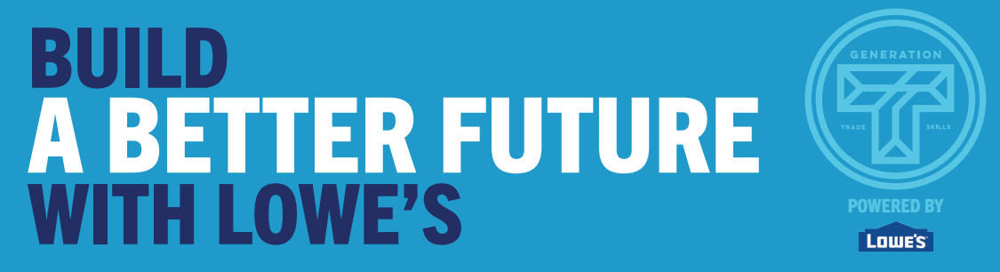 BUILD
A BETTER FUTURE
WITH LOWE'S
GENERATION
T
TRADE SKILLS
POWERED BY
LOWE'S